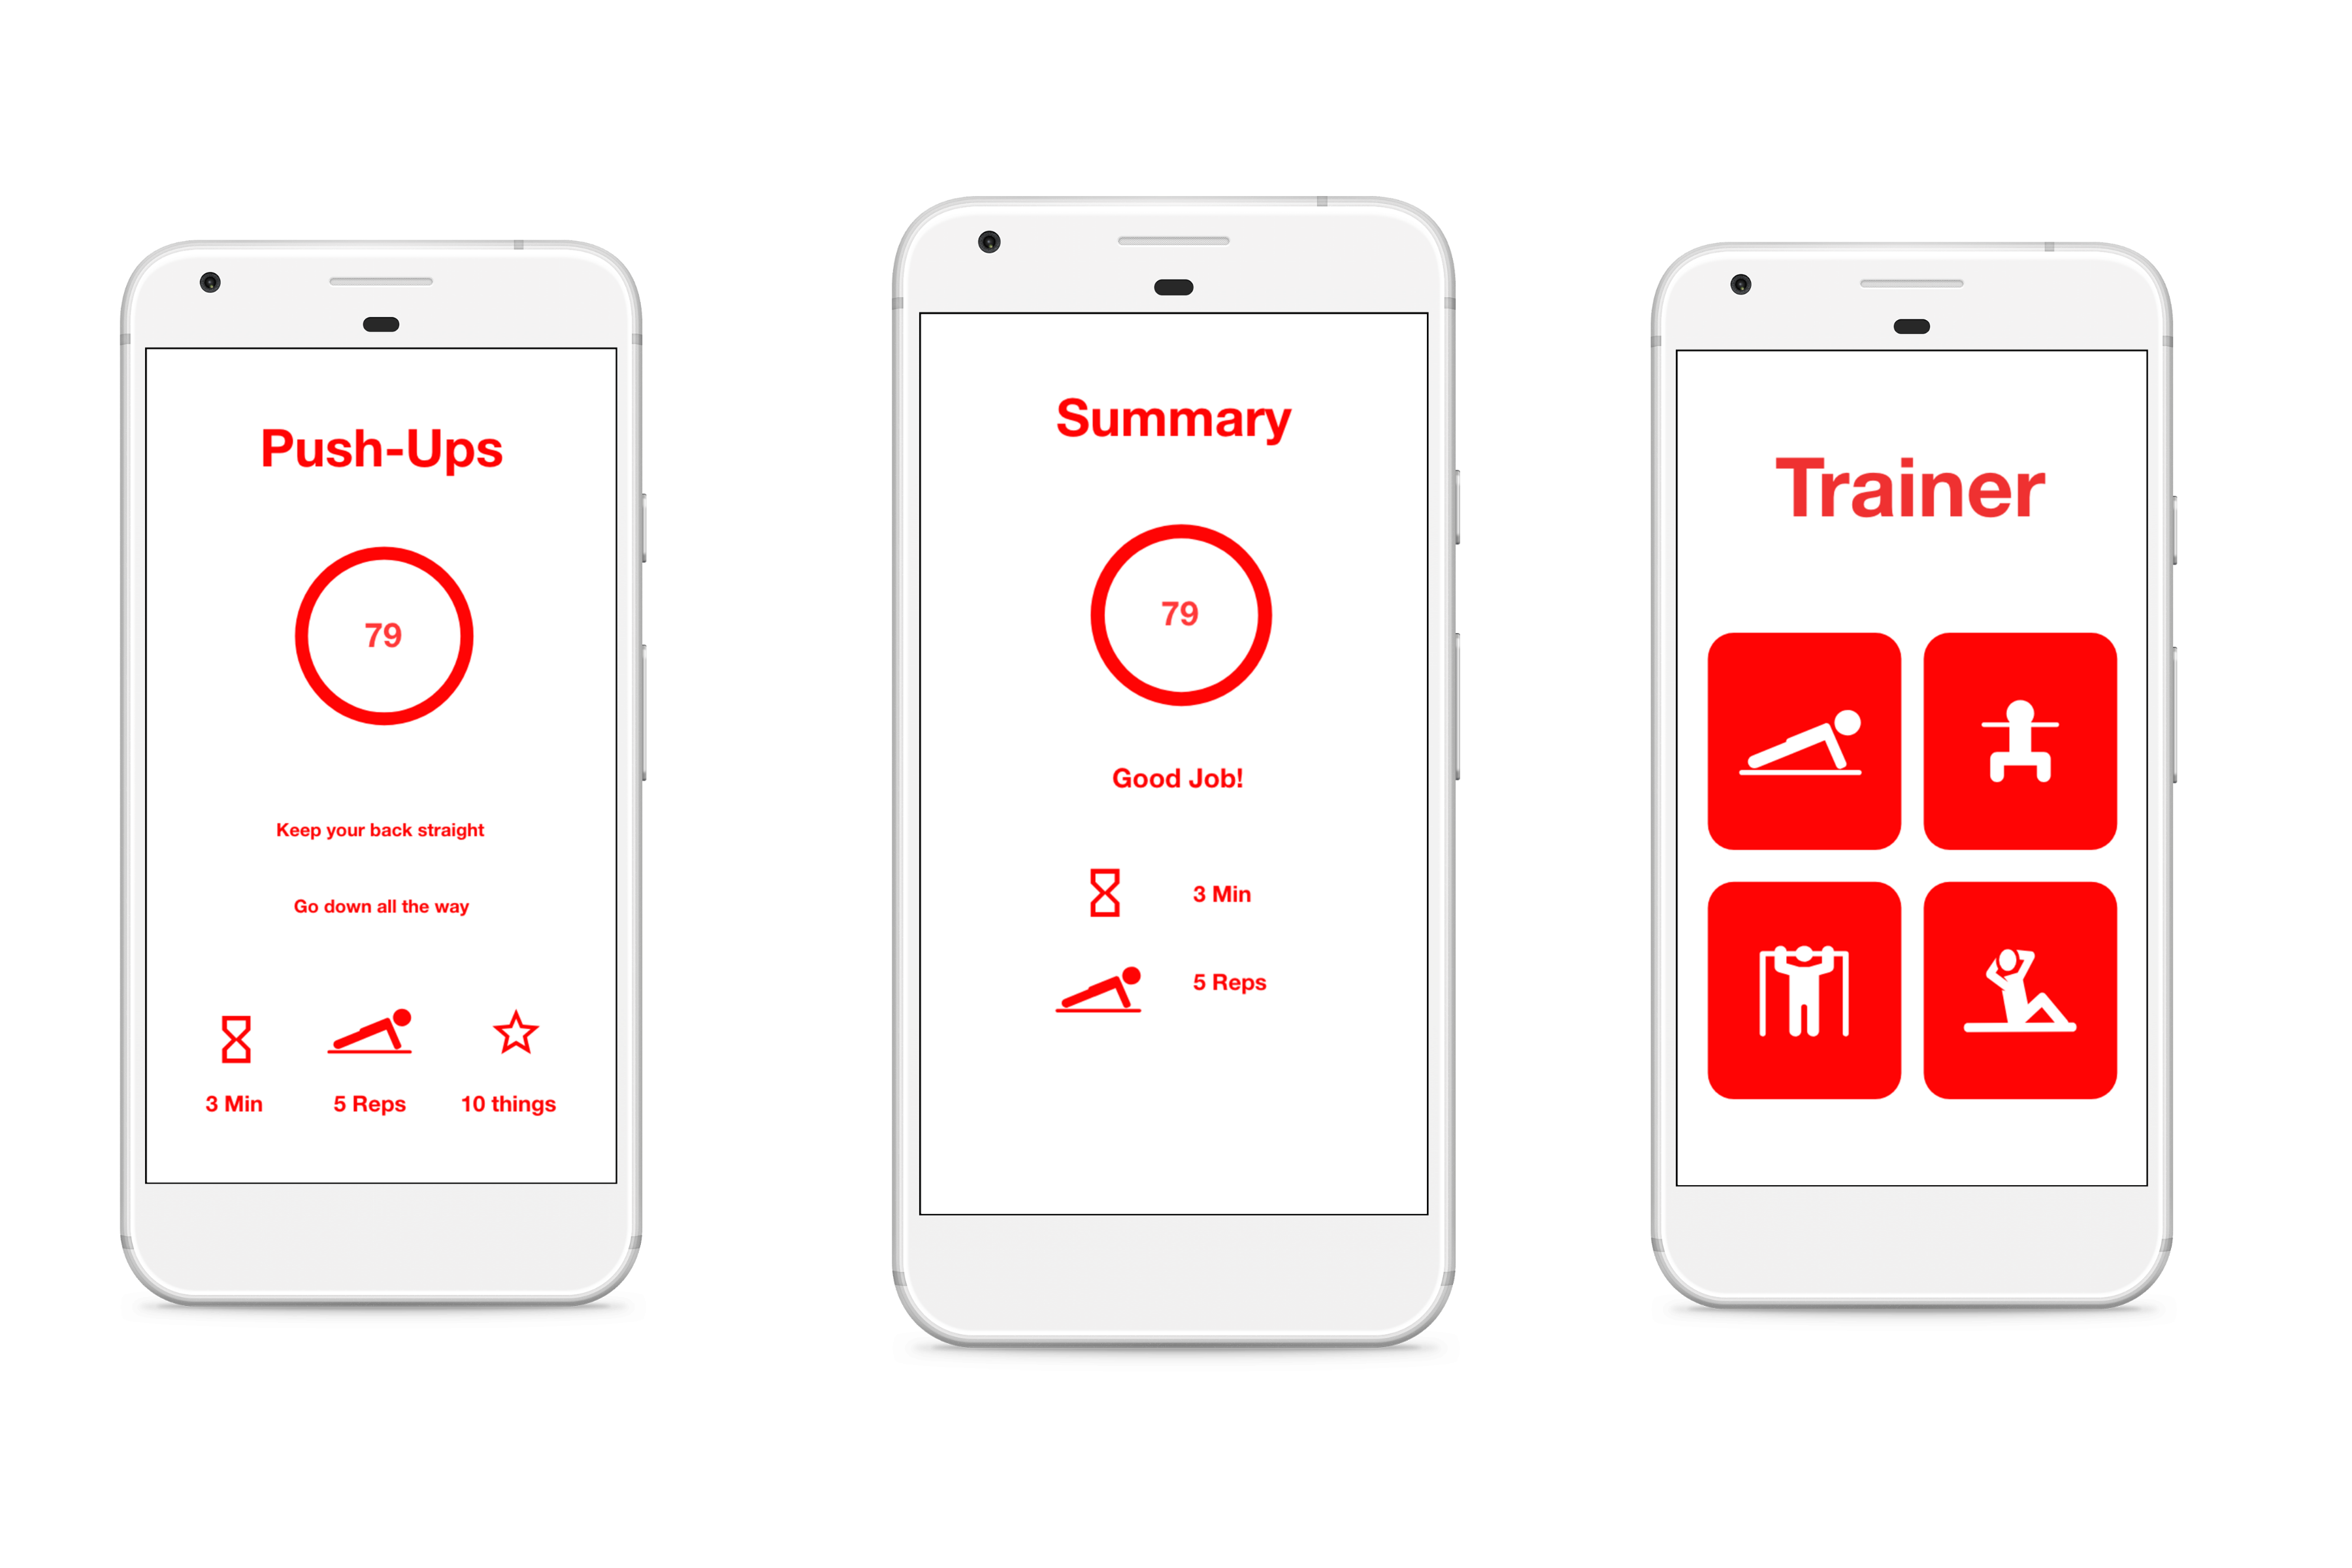 Push-Ups
79
Keep your back straight
Go down all the way
3 Min
5 Reps
10 things
Summary
79
Good Job!
3 Min
5 Reps
Trainer